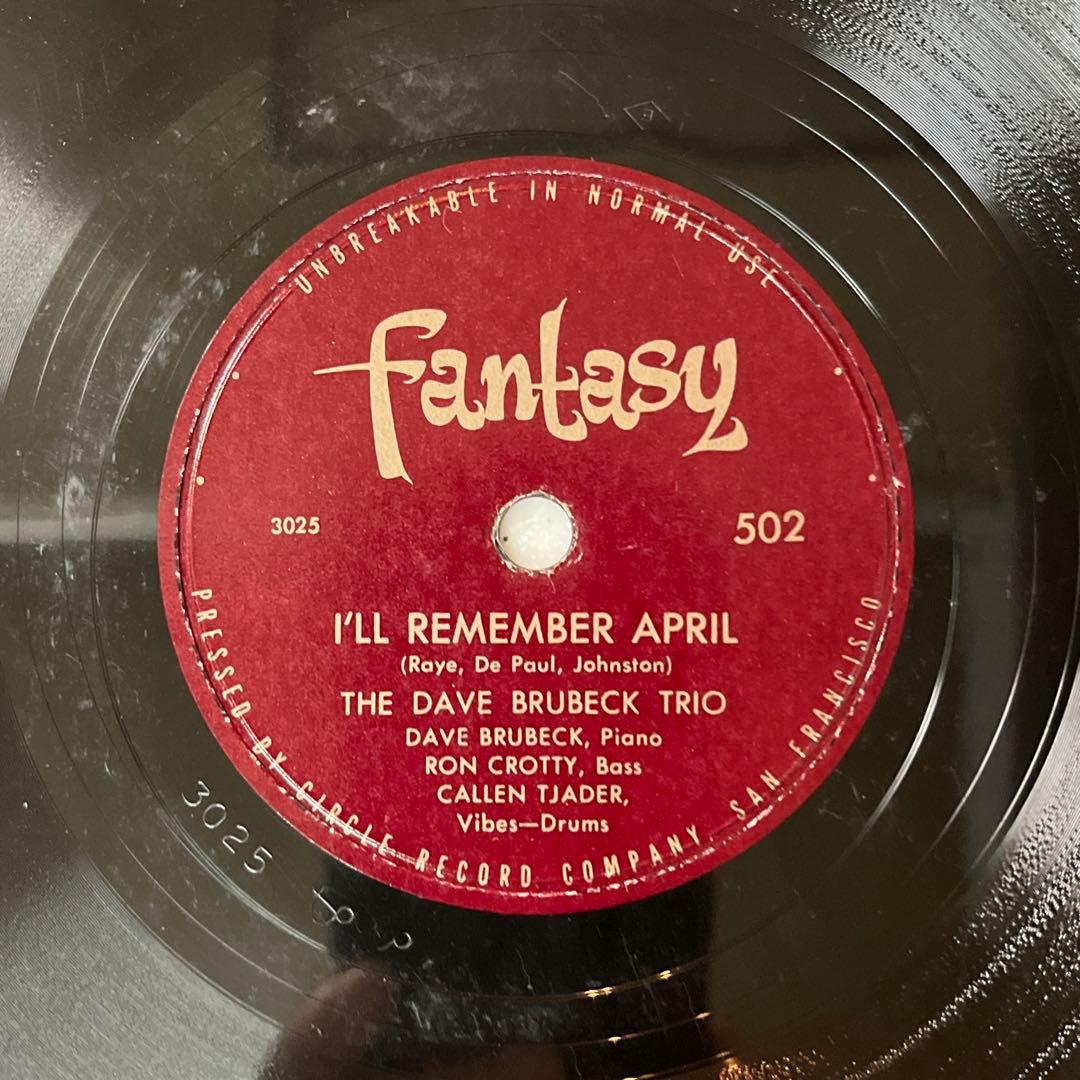 UNBREAKABLE IN NORMAL USE
fantasy
3025
502
I'LL REMEMBER APRIL
(Raye, De Paul, Johnston)
THE DAVE BRUBECK TRIO
DAVE BRUBECK, Piano
RON CROTTY, Bass
CALLEN TJADER,
Vibes—Drums
PRESSED BY CIRCLE RECORD COMPANY, SAN FRANCISCO
3025